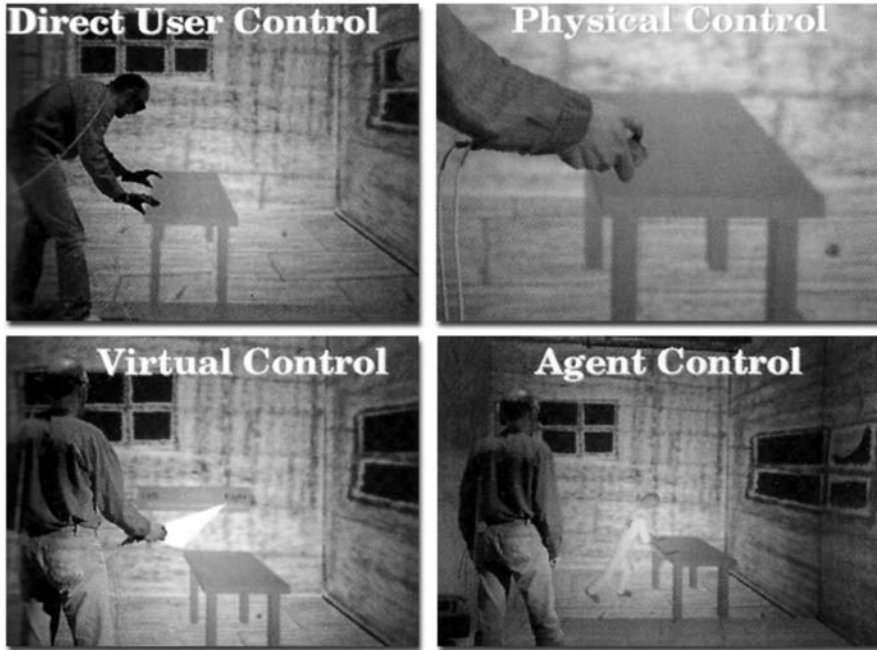 Direct User Control
Physical Control
Virtual Control
Agent Control